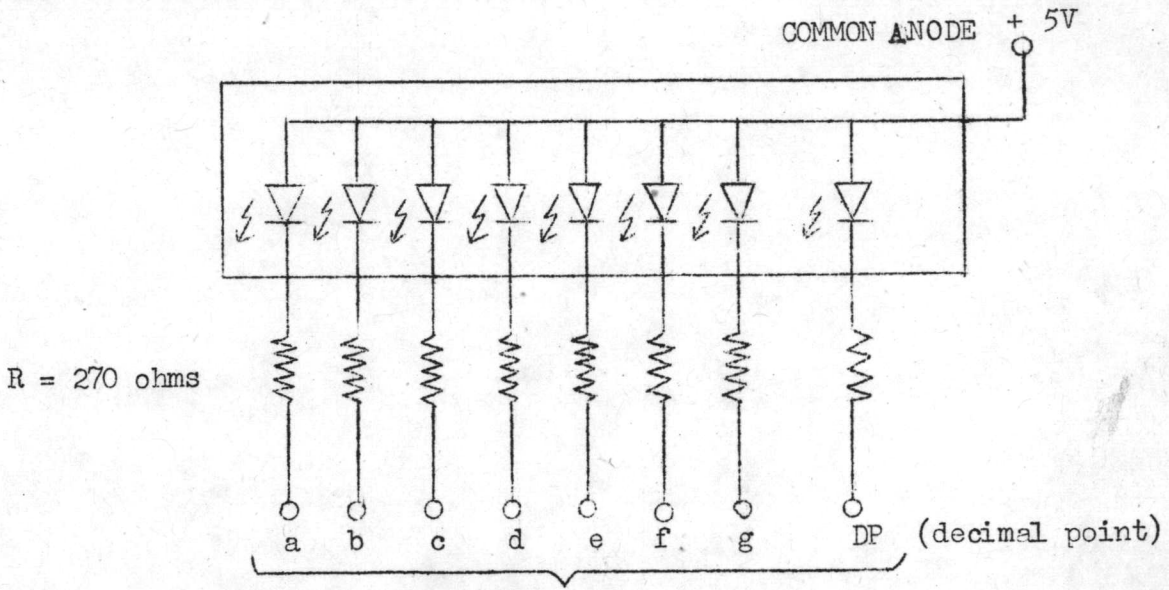 COMMON ANODE + 5V
R = 270 ohms
a b c d e f g DP (decimal point)